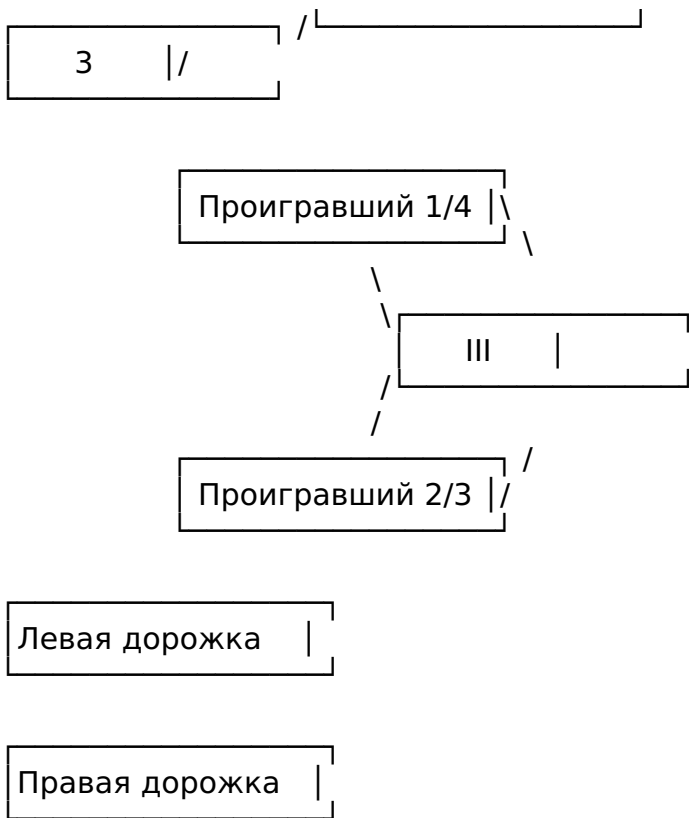 3
Проигравший 1/4
III
Проигравший 2/3
Левая дорожка
Правая дорожка